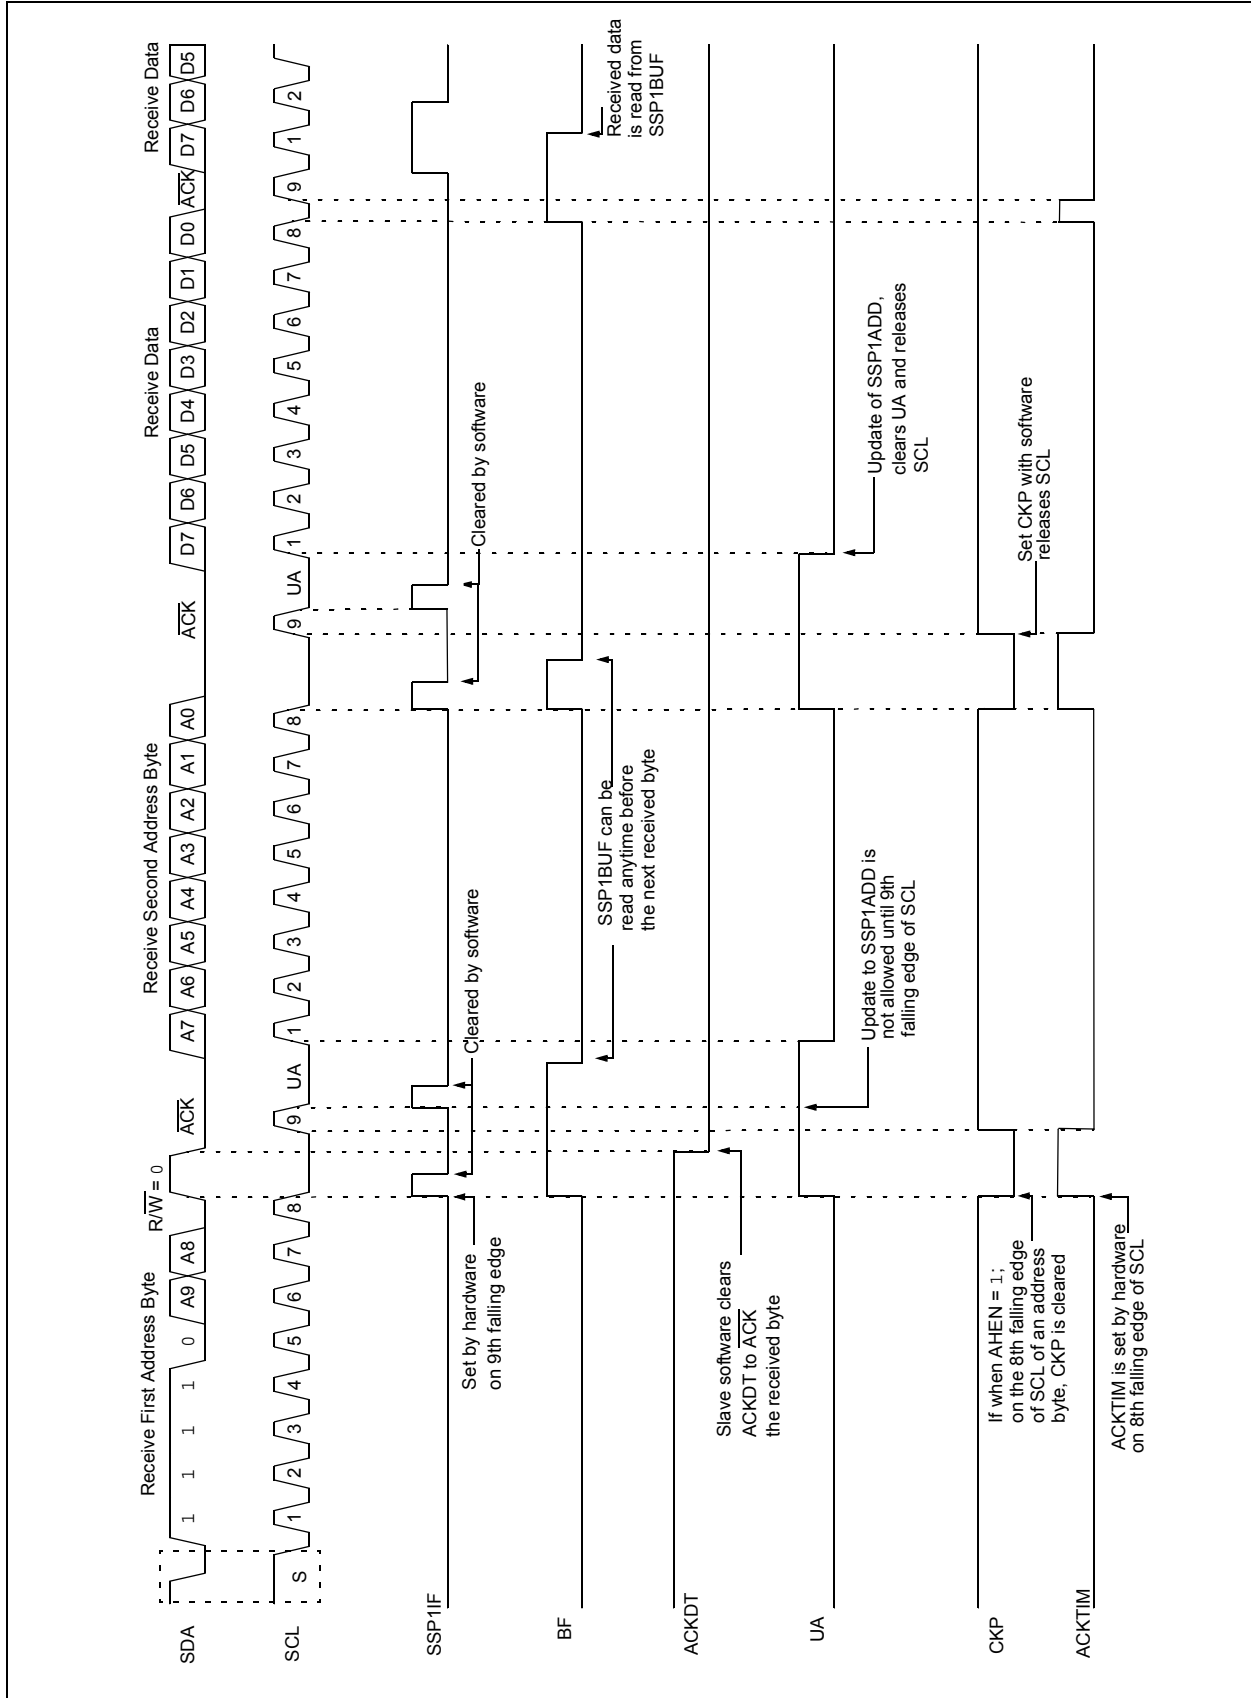 Receive First Address Byte
R/W = 0
Receive Second Address Byte
Receive Data
Receive Data
SDA
1 1 1 1 0 A9 A8
ACK
A7 A6 A5 A4 A3 A2 A1 A0
ACK
D7 D6 D5 D4 D3 D2 D1 D0
ACK
D7 D6 D5
SCL
S 1 2 3 4 5 6 7 8 9 UA 1 2 3 4 5 6 7 8 9 UA 1 2 3 4 5 6 7 8 9 1 2
SSP1IF
Set by hardware
on 9th falling edge
Cleared by software
Cleared by software
BF
SSP1BUF can be
read anytime before
the next received byte
Received data
is read from
SSP1BUF
ACKDT
Slave software clears
ACKDT to ACK
the received byte
UA
Update to SSP1ADD is
not allowed until 9th
falling edge of SCL
Update of SSP1ADD,
clears UA and releases
SCL
CKP
If when AHEN = 1;
on the 8th falling edge
of SCL of an address
byte, CKP is cleared
Set CKP with software
releases SCL
ACKTIM
ACKTIM is set by hardware
on 8th falling edge of SCL